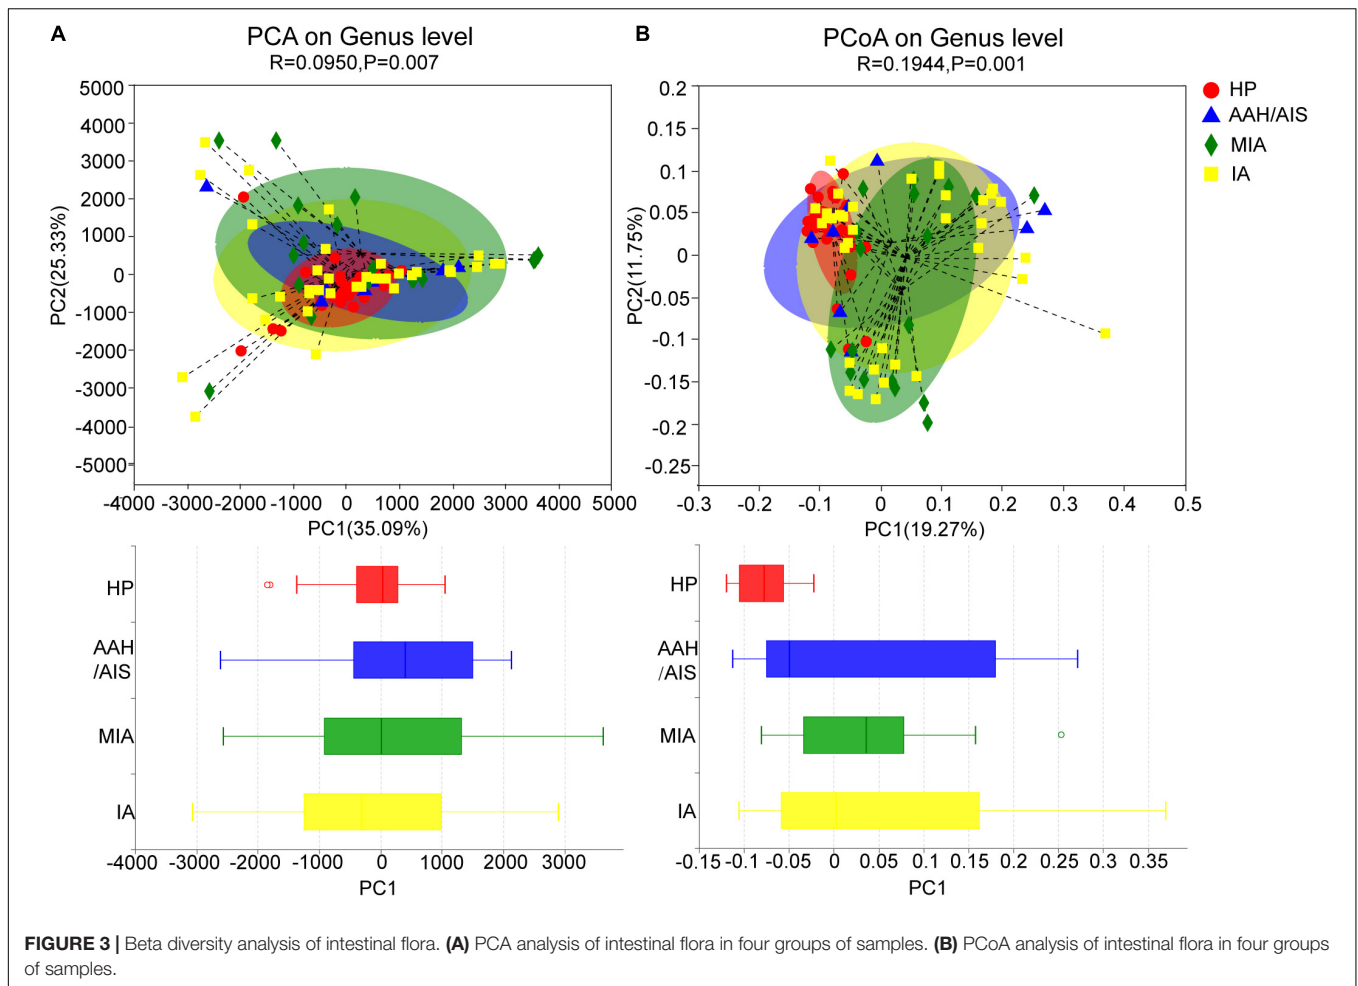 A
PCA on Genus level
R=0.0950,P=0.007
5000
4000
3000
2000
1000
0
-1000
-2000
-3000
-4000
-5000
PC2(25.33%)
-4000 -3000 -2000 -1000 0 1000 2000 3000 4000 5000
PC1(35.09%)
HP
AAH
/AIS
MIA
IA
-4000 -3000 -2000 -1000 0 1000 2000 3000
PC1
B
PCoA on Genus level
R=0.1944,P=0.001
0.2
0.15
0.1
0.05
0
-0.05
-0.1
-0.15
-0.2
-0.25
PC2(11.75%)
-0.3 -0.2 -0.1 0 0.1 0.2 0.3 0.4 0.5
PC1(19.27%)
HP
AAH/AIS
MIA
IA
HP
AAH
/AIS
MIA
IA
-0.15 -0.1 -0.05 0 0.05 0.1 0.15 0.2 0.25 0.3 0.35
PC1
FIGURE 3 | Beta diversity analysis of intestinal flora. (A) PCA analysis of intestinal flora in four groups of samples. (B) PCoA analysis of intestinal flora in four groups
of samples.